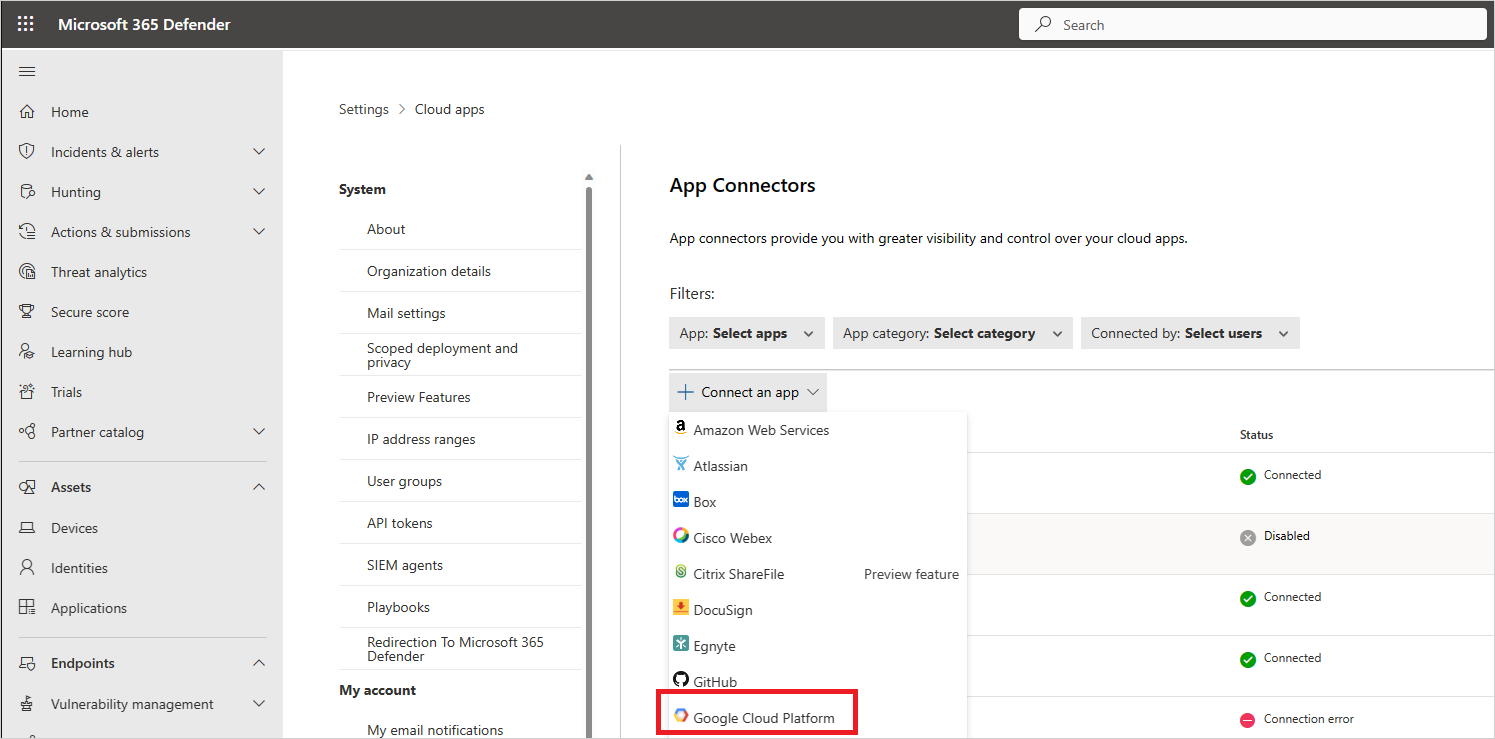 Microsoft 365 Defender
Search
Home
Incidents & alerts
Hunting
Actions & submissions
Threat analytics
Secure score
Learning hub
Trials
Partner catalog
Assets
Devices
Identities
Applications
Endpoints
Vulnerability management
Settings
Cloud apps
System
About
Organization details
Mail settings
Scoped deployment and
privacy
Preview Features
IP address ranges
User groups
API tokens
SIEM agents
Playbooks
Redirection To Microsoft 365
Defender
My account
My email notifications
App Connectors
App connectors provide you with greater visibility and control over your cloud apps.
Filters:
App: Select apps
App category: Select category
Connected by: Select users
Connect an app
Amazon Web Services
Atlassian
box
Box
Cisco Webex
Citrix ShareFile
Preview feature
DocuSign
Egnyte
GitHub
Google Cloud Platform
Status
Connected
Disabled
Connected
Connected
Connection error